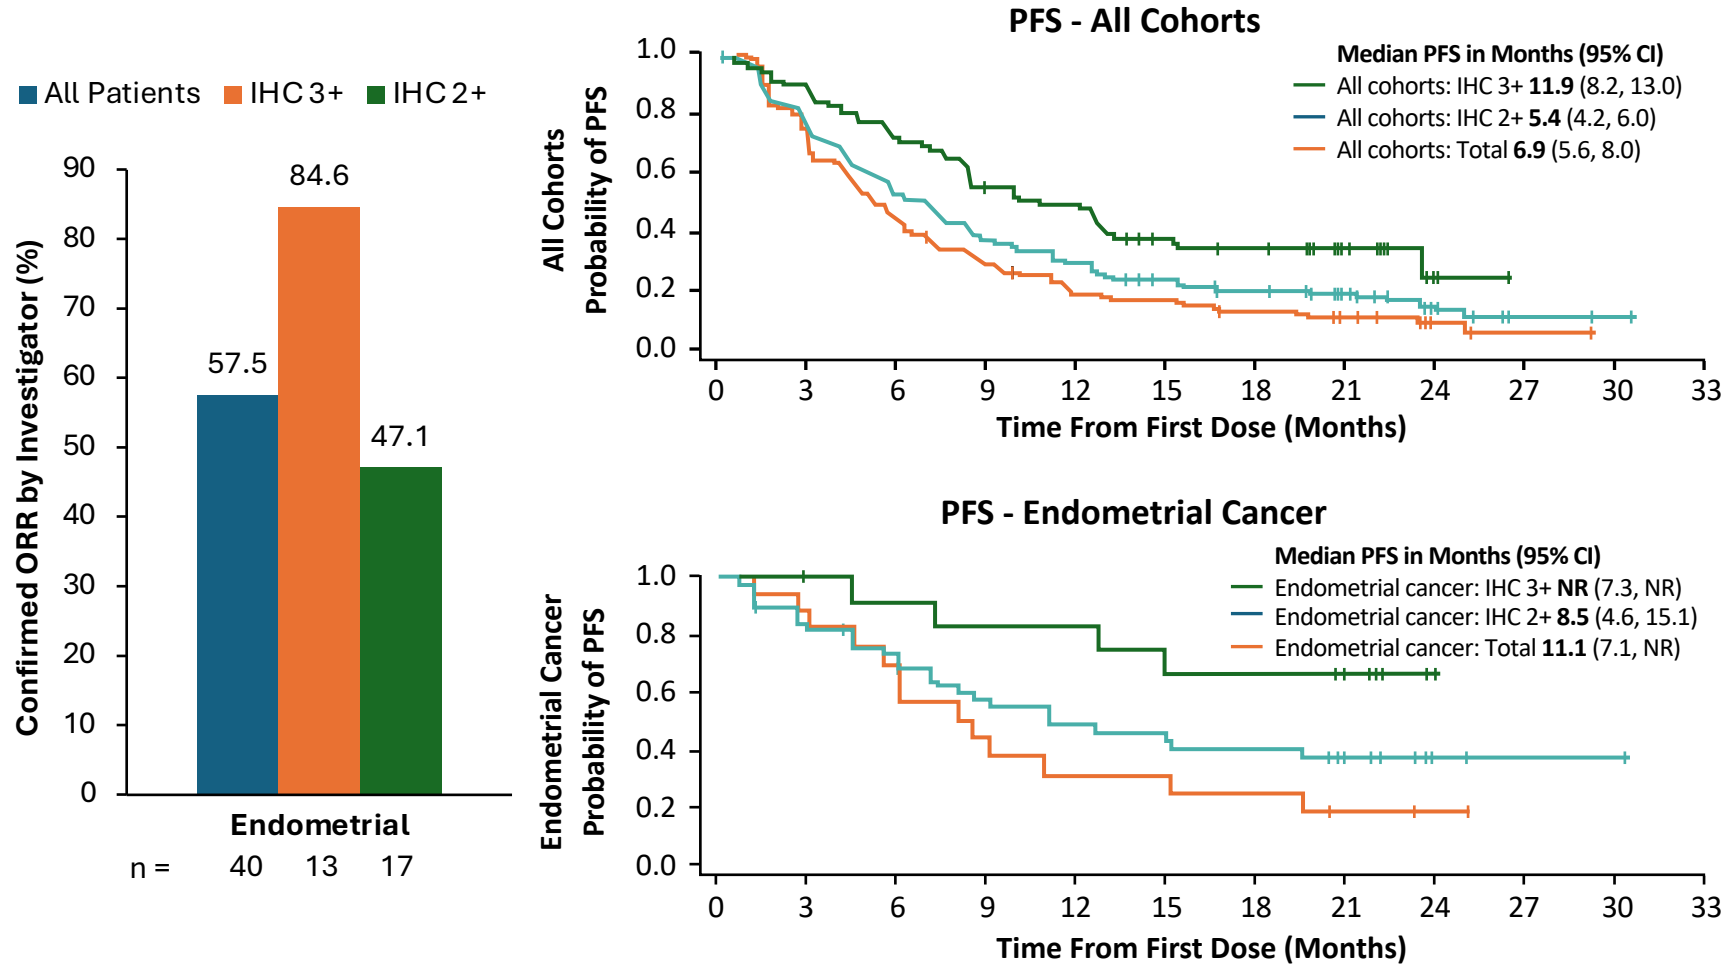 All Patients IHC 3+ IHC 2+
Confirmed ORR by Investigator (%)
90
80
70
60
50
40
30
20
10
0
57.5
84.6
47.1
Endometrial
n = 40 13 17
PFS - All Cohorts
All Cohorts
Probability of PFS
1.0
0.8
0.6
0.4
0.2
0.0
Median PFS in Months (95% CI)
All cohorts: IHC 3+ 11.9 (8.2, 13.0)
All cohorts: IHC 2+ 5.4 (4.2, 6.0)
All cohorts: Total 6.9 (5.6, 8.0)
0 3 6 9 12 15 18 21 24 27 30 33
Time From First Dose (Months)
PFS - Endometrial Cancer
Endometrial Cancer
Probability of PFS
1.0
0.8
0.6
0.4
0.2
0.0
Median PFS in Months (95% CI)
Endometrial cancer: IHC 3+ NR (7.3, NR)
Endometrial cancer: IHC 2+ 8.5 (4.6, 15.1)
Endometrial cancer: Total 11.1 (7.1, NR)
0 3 6 9 12 15 18 21 24 27 30 33
Time From First Dose (Months)